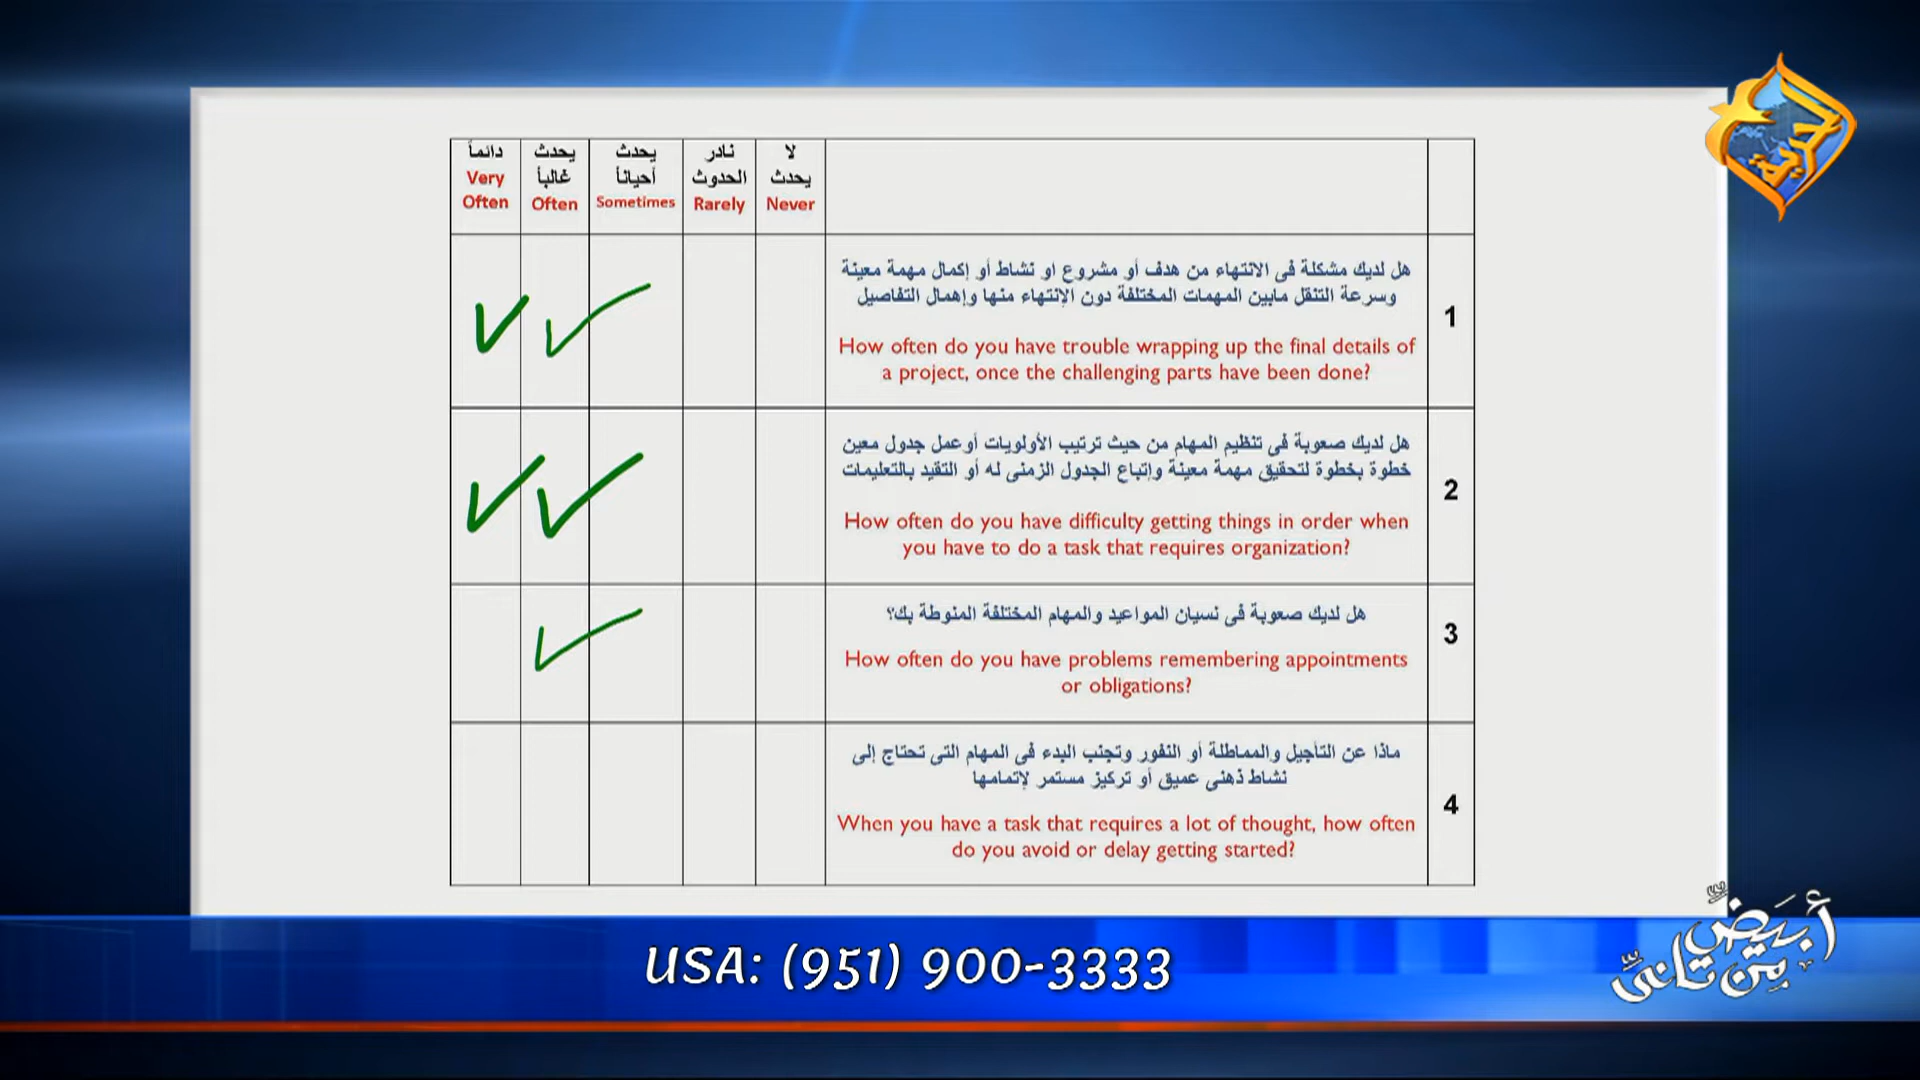 دائماً
Very
Often
يحدث
غالباً
Often
يحدث
أحياناً
Sometimes
نادر
الحدوث
Rarely
لا
يحدث
Never
هل لديك مشكلة فى الانتهاء من هدف أو مشروع او نشاط أو إكمال مهمة معينة
وسرعة التنقل مابين المهمات المختلفة دون الإنتهاء منها وإهمال التفاصيل
How often do you have trouble wrapping up the final details of
a project, once the challenging parts have been done?
1
هل لديك صعوبة فى تنظيم المهام من حيث ترتيب الأولويات أوعمل جدول معين
خطوة بخطوة لتحقيق مهمة معينة وإتباع الجدول الزمنى له أو التقيد بالتعليمات
How often do you have difficulty getting things in order when
you have to do a task that requires organization?
2
هل لديك صعوبة فى نسيان المواعيد والمهام المختلفة المنوطة بك؟
How often do you have problems remembering appointments
or obligations?
3
ماذا عن التأجيل والمماطلة أو النفور وتجنب البدء فى المهام التى تحتاج إلى
نشاط ذهنى عميق أو تركيز مستمر لإتمامها
When you have a task that requires a lot of thought, how often
do you avoid or delay getting started?
4
الحرية
USA: (951) 900-3333
أبيَضّ
مِن تانىّ